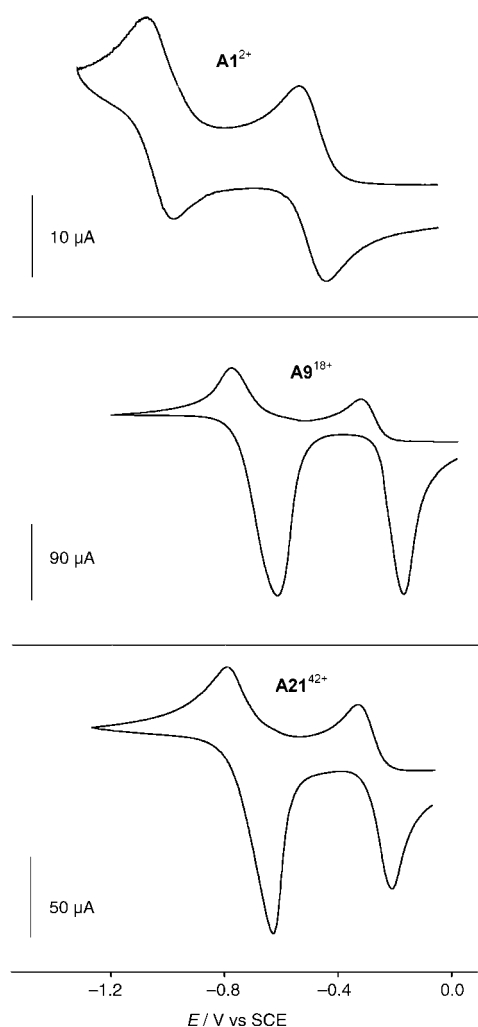 A1²⁺
10 µA
A9¹⁸⁺
90 µA
A21⁴²⁺
50 µA
–1.2 –0.8 –0.4 0.0
E / V vs SCE